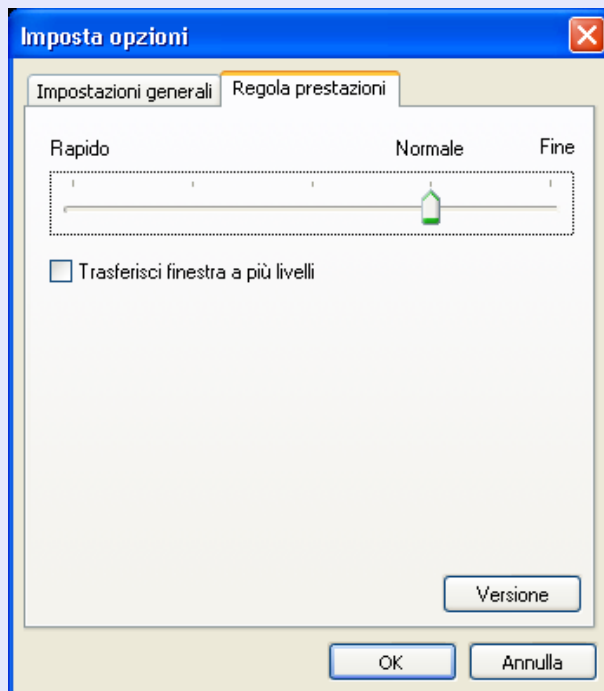 Imposta opzioni
Impostazioni generali Regola prestazioni
Rapido Normale Fine
Trasferisci finestra a più livelli
Versione
OK Annulla